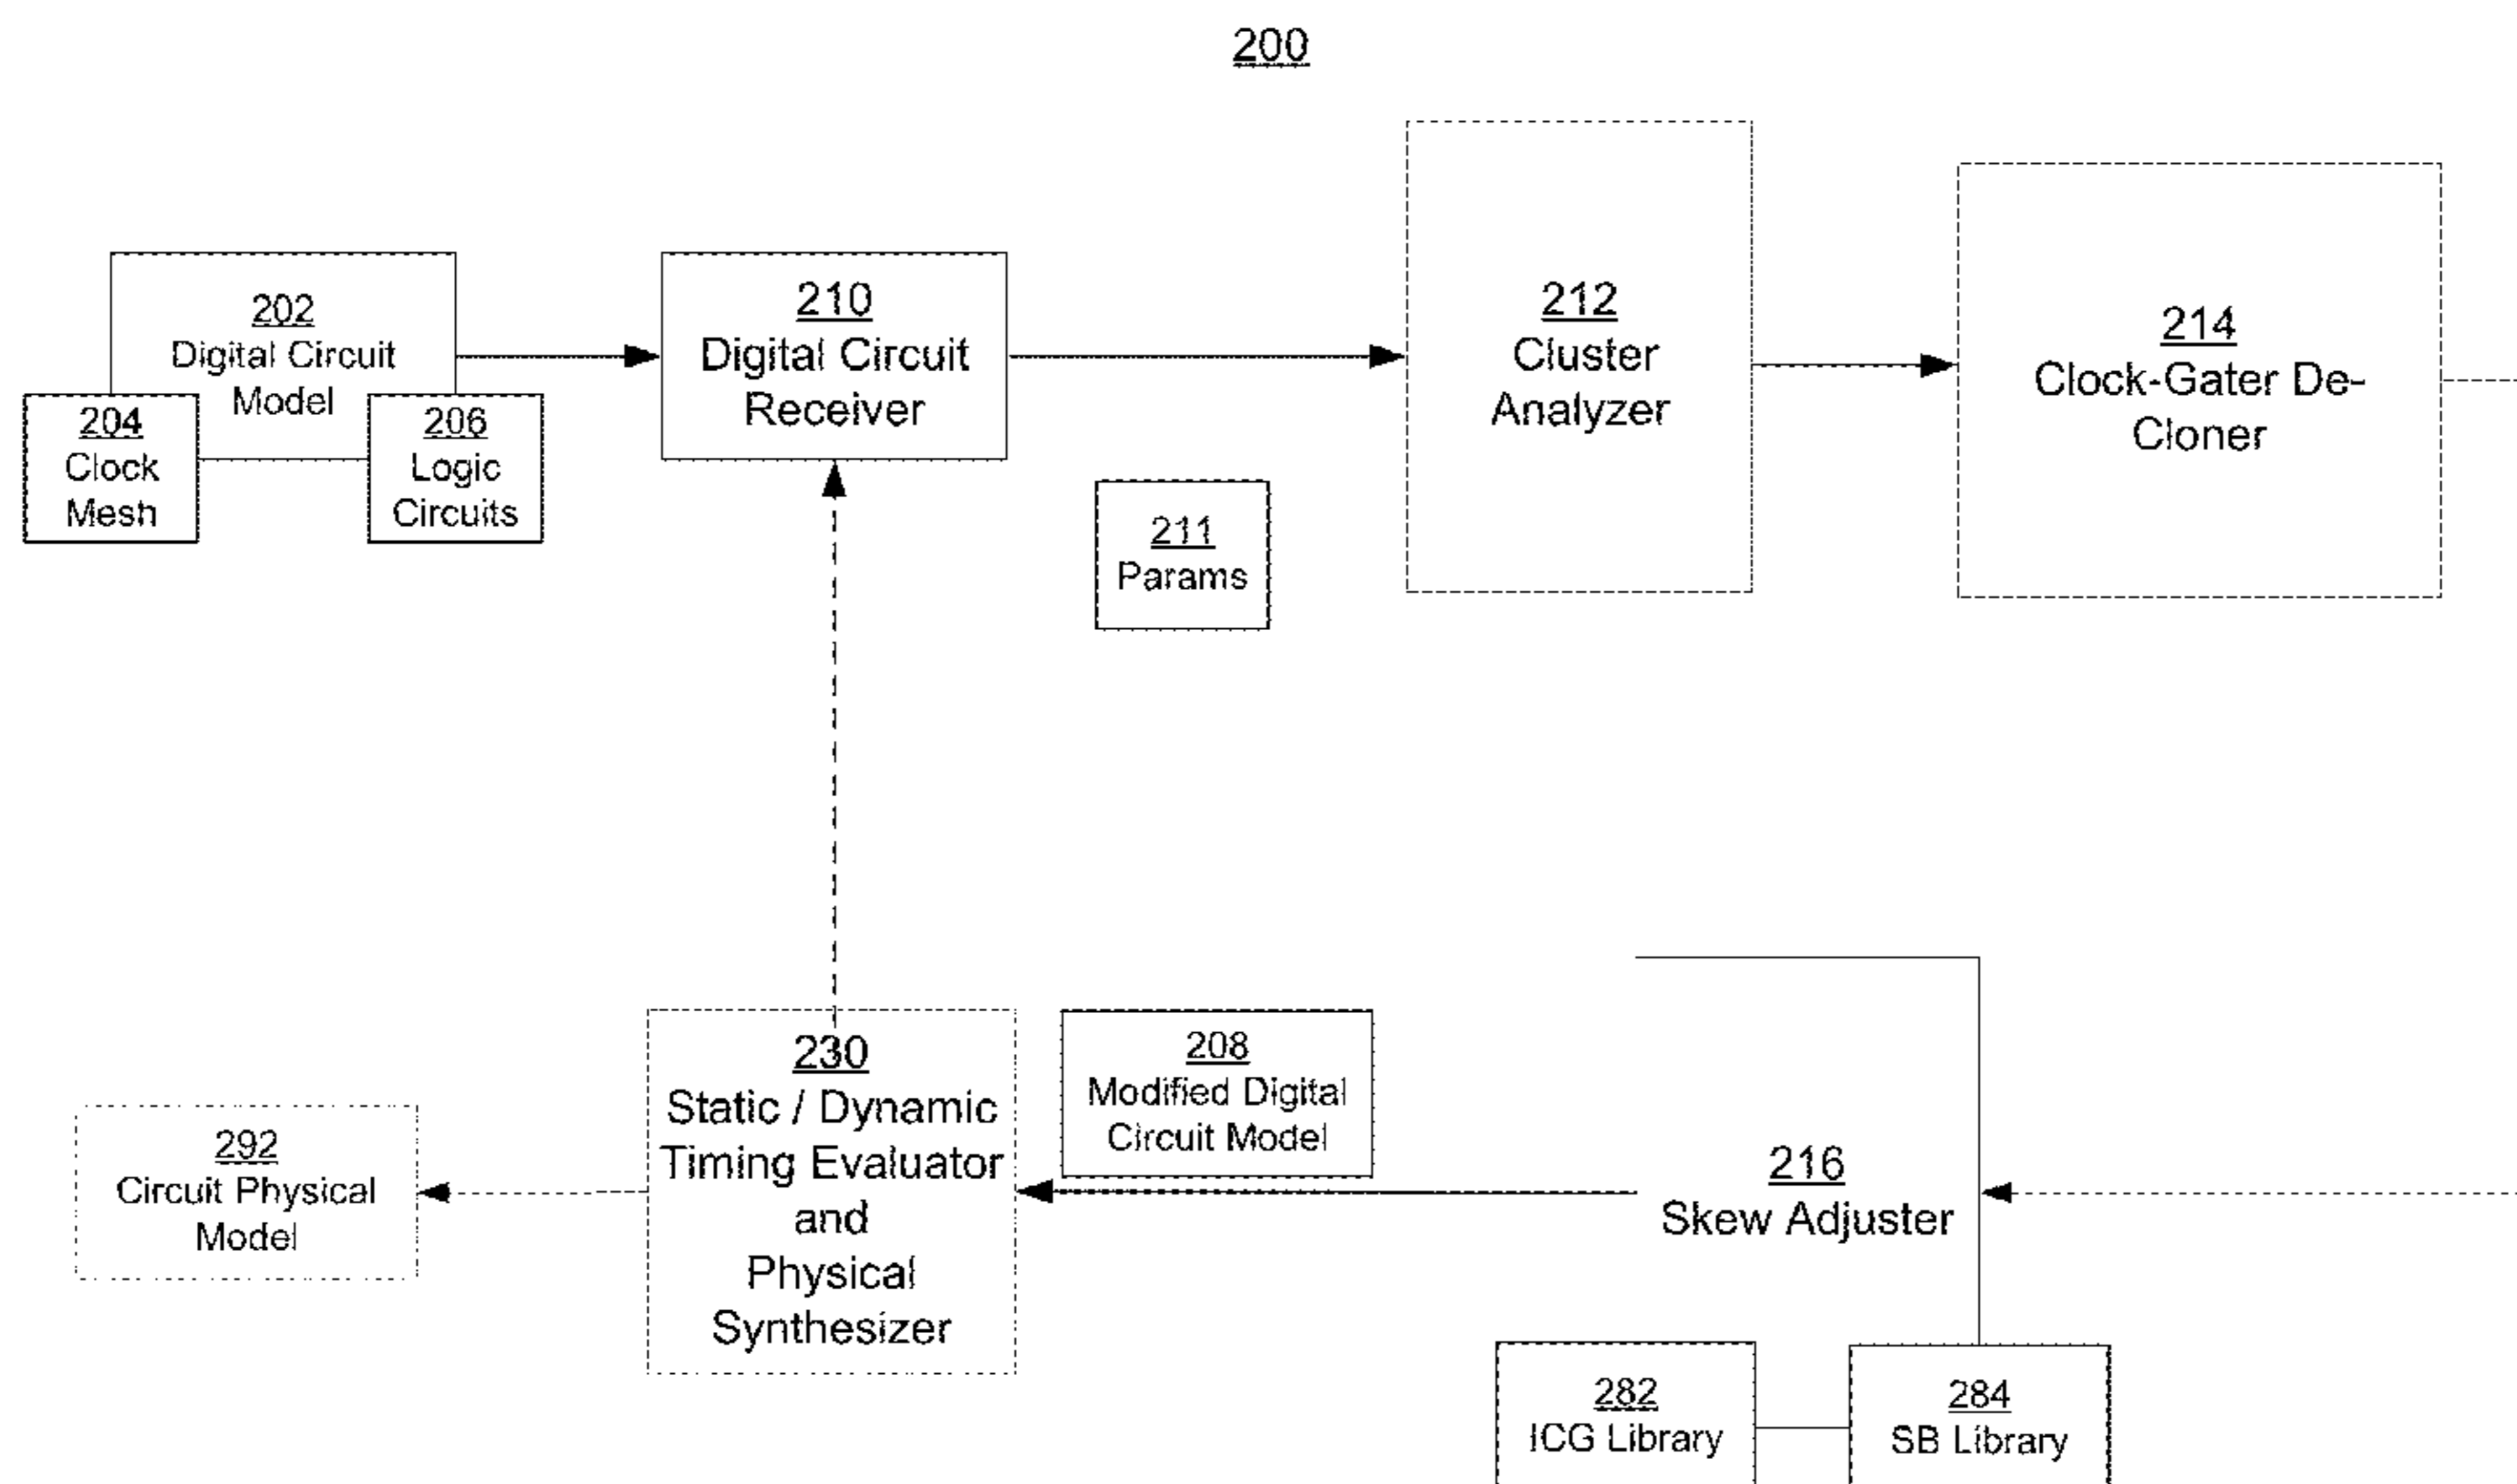 200
202
Digital Circuit
Model
204
Clock
Mesh
206
Logic
Circuits
210
Digital Circuit
Receiver
211
Params
212
Cluster
Analyzer
214
Clock-Gater De-
Cloner
230
Static / Dynamic
Timing Evaluator
and
Physical
Synthesizer
208
Modified Digital
Circuit Model
292
Circuit Physical
Model
216
Skew Adjuster
282
ICG Library
284
SB Library